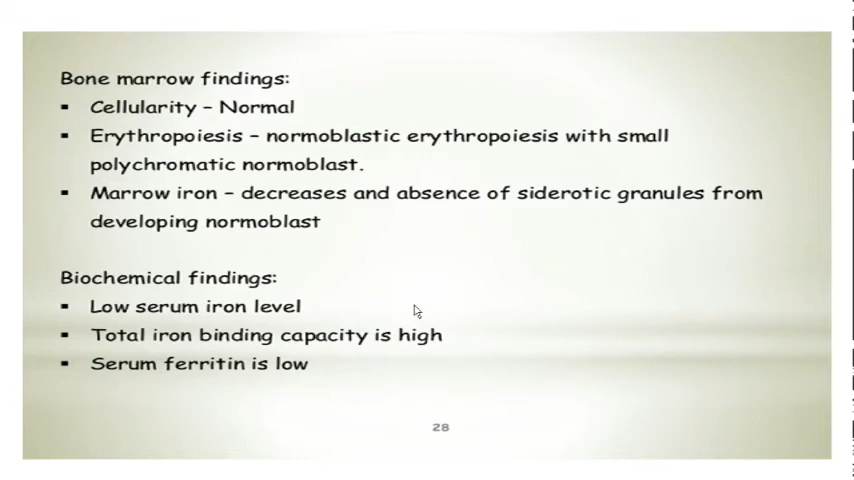 Bone marrow findings:
▪ Cellularity – Normal
▪ Erythropoiesis – normoblastic erythropoiesis with small
polychromatic normoblast.
▪ Marrow iron – decreases and absence of siderotic granules from
developing normoblast
Biochemical findings:
▪ Low serum iron level
▪ Total iron binding capacity is high
▪ Serum ferritin is low
28